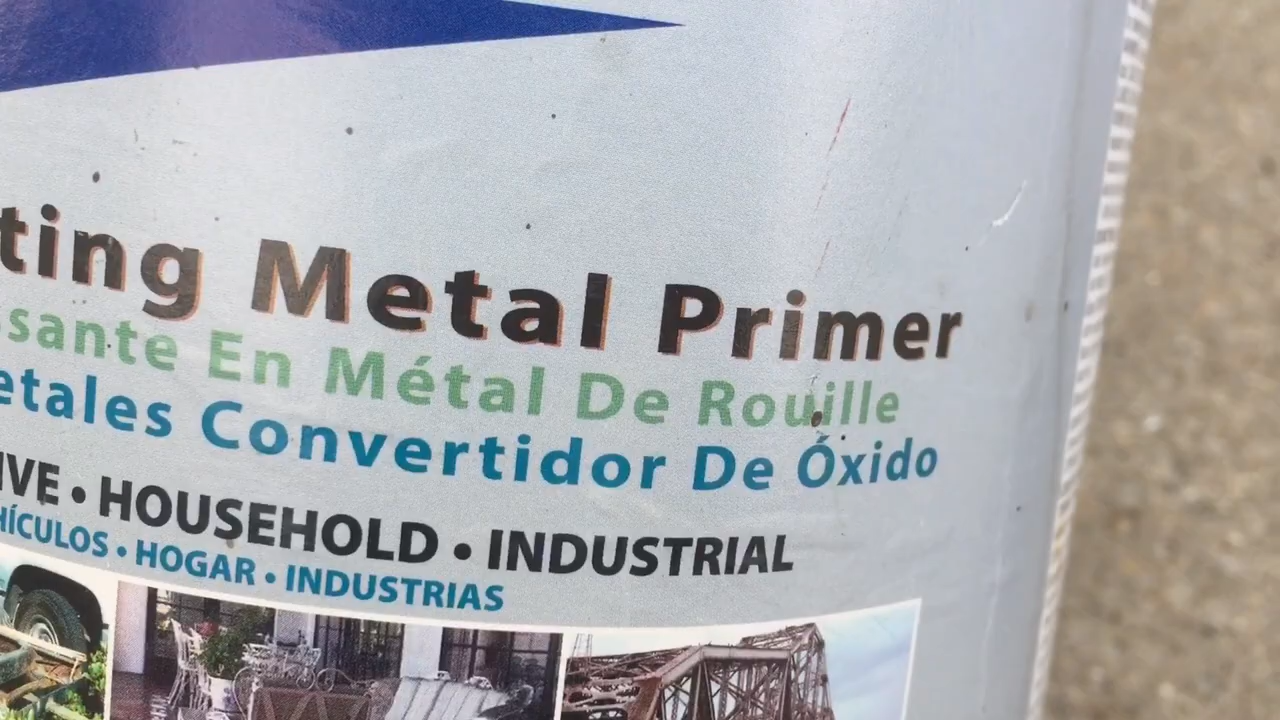 ting Metal Primer
sante En Métal De Rouille
etales Convertidor De Óxido
IVE • HOUSEHOLD • INDUSTRIAL
HÍCULOS • HOGAR • INDUSTRIAS